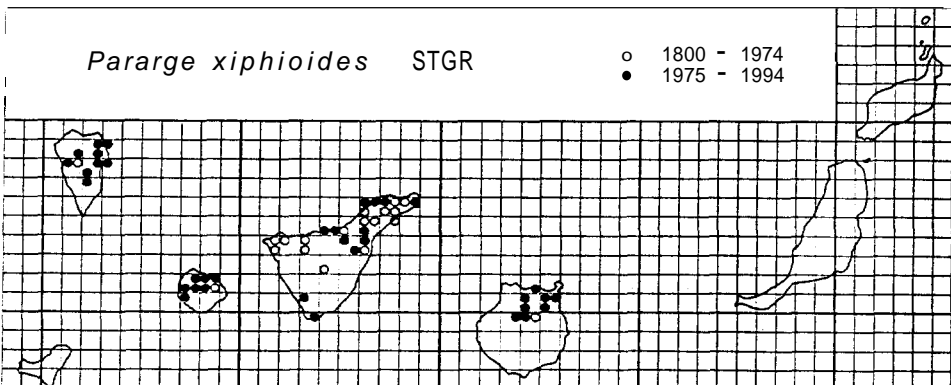 Pararge xiphioides STGR
○ 1800 - 1974
● 1975 - 1994